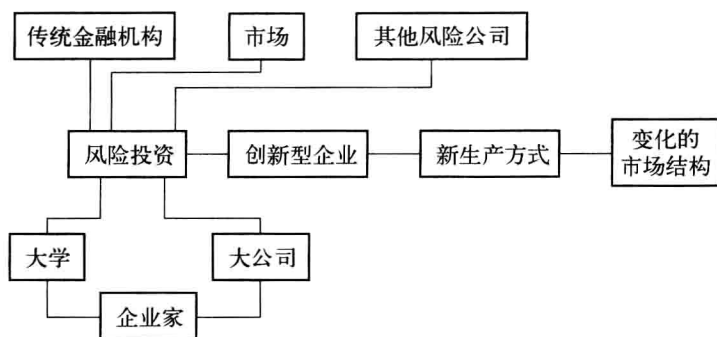 传统金融机构
市场
其他风险公司
风险投资
创新型企业
新生产方式
变化的
市场结构
大学
大公司
企业家